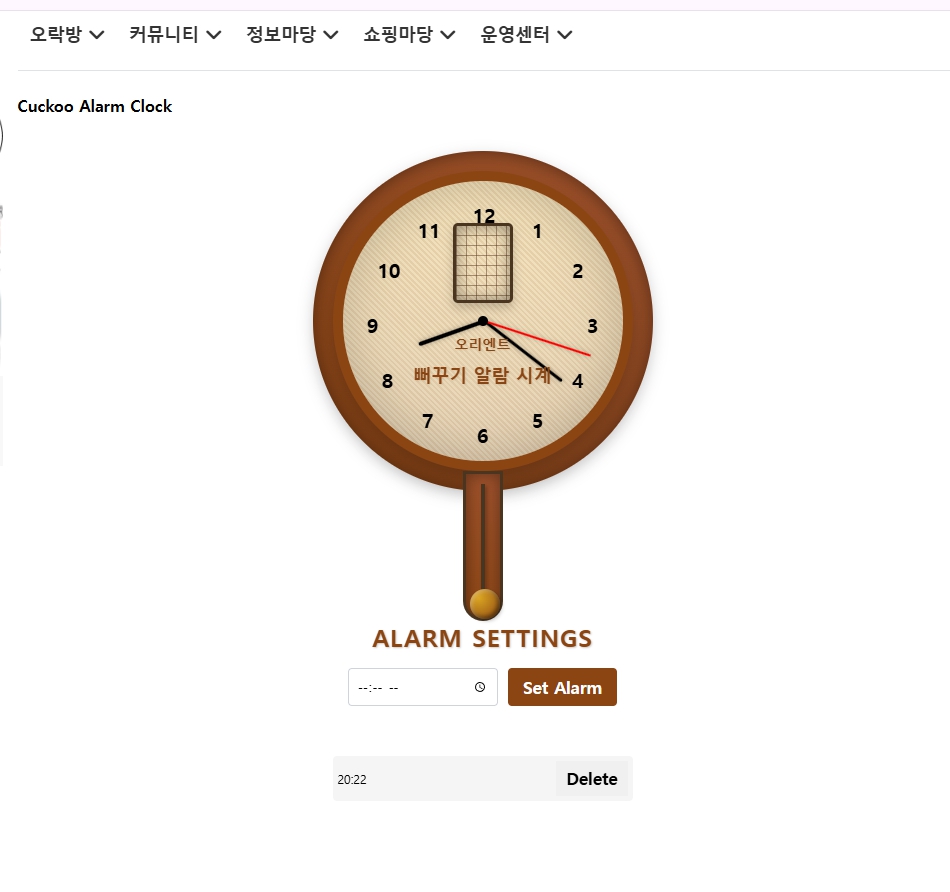 오락방 커뮤니티 정보마당 쇼핑마당 운영센터
Cuckoo Alarm Clock
12
11 1
10 2
9 3
오리엔트
뻐꾸기 알람 시계
8 4
7 5
6
ALARM SETTINGS
--:-- --
Set Alarm
20:22 Delete